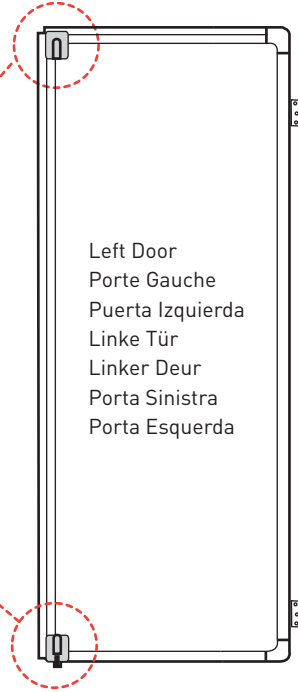 Left Door
Porte Gauche
Puerta Izquierda
Linke Tür
Linker Deur
Porta Sinistra
Porta Esquerda